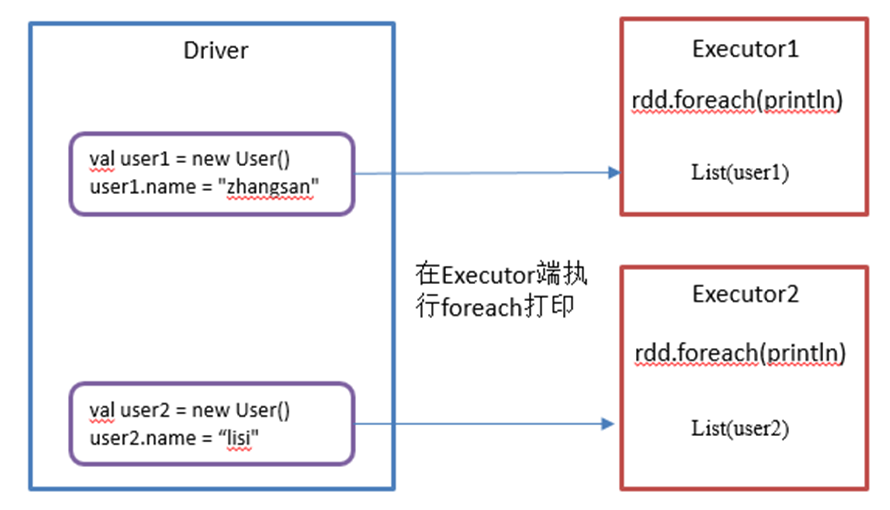 Driver
val user1 = new User()
user1.name = "zhangsan"
val user2 = new User()
user2.name = “lisi"
在Executor端执
行foreach打印
Executor1
rdd.foreach(println)
List(user1)
Executor2
rdd.foreach(println)
List(user2)